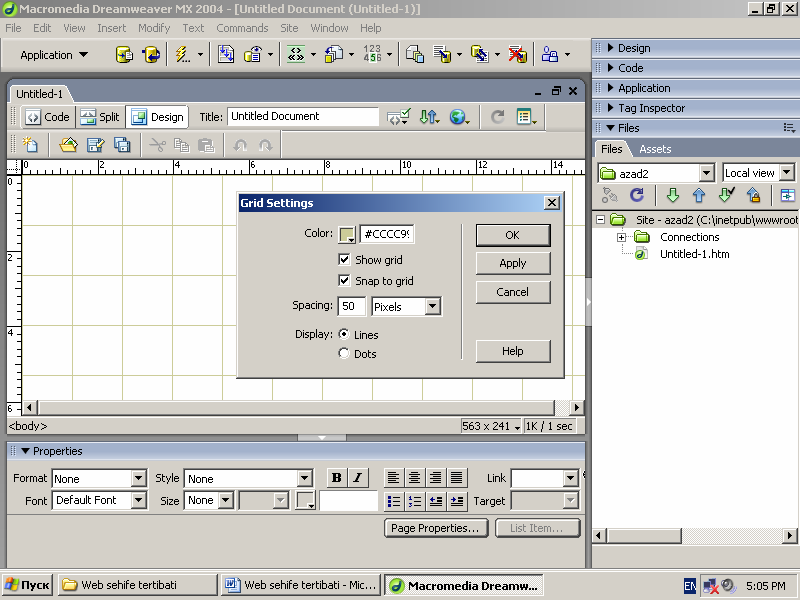 Macromedia Dreamweaver MX 2004 - [Untitled Document (Untitled-1)]
File Edit View Insert Modify Text Commands Site Window Help
Application
Untitled-1
Code Split Design Title: Untitled Document
0 2 4 6 8 10 12 14
0
2
4
6
Grid Settings
Color: #CCCC99
Show grid
Snap to grid
Spacing: 50 Pixels
Display: Lines
Dots
OK
Apply
Cancel
Help
<body> 563 x 241 1K / 1 sec
Properties
Format None Style None B I Link
Font Default Font Size None Target
Page Properties... List Item...
Design
Code
Application
Tag Inspector
Files
Files Assets
azad2 Local view
Site - azad2 (C:\inetpub\wwwroot
Connections
Untitled-1.htm
Пуск Web sehife tertibati Web sehife tertibati - Mic... Macromedia Dreamw... EN 5:05 PM